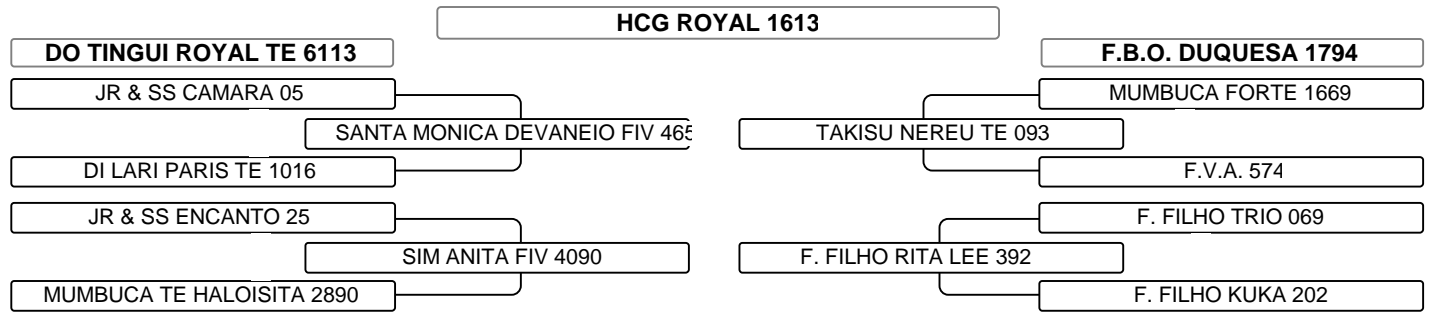 HCG ROYAL 1613
DO TINGUI ROYAL TE 6113
F.B.O. DUQUESA 1794
JR & SS CAMARA 05
MUMBUCA FORTE 1669
SANTA MONICA DEVANEIO FIV 465
TAKISU NEREU TE 093
DI LARI PARIS TE 1016
F.V.A. 574
JR & SS ENCANTO 25
F. FILHO TRIO 069
SIM ANITA FIV 4090
F. FILHO RITA LEE 392
MUMBUCA TE HALOISITA 2890
F. FILHO KUKA 202